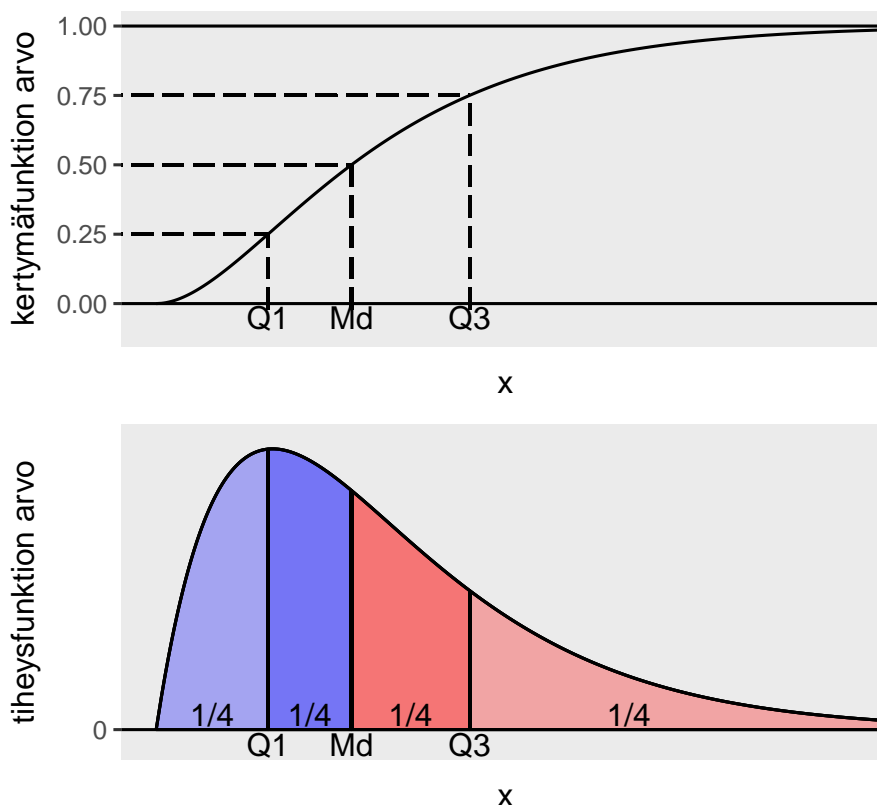 kertymäfunktion arvo
1.00
0.75
0.50
0.25
0.00
Q1 Md Q3
x
tiheysfunktion arvo
1/4 1/4 1/4 1/4
0
Q1 Md Q3
x